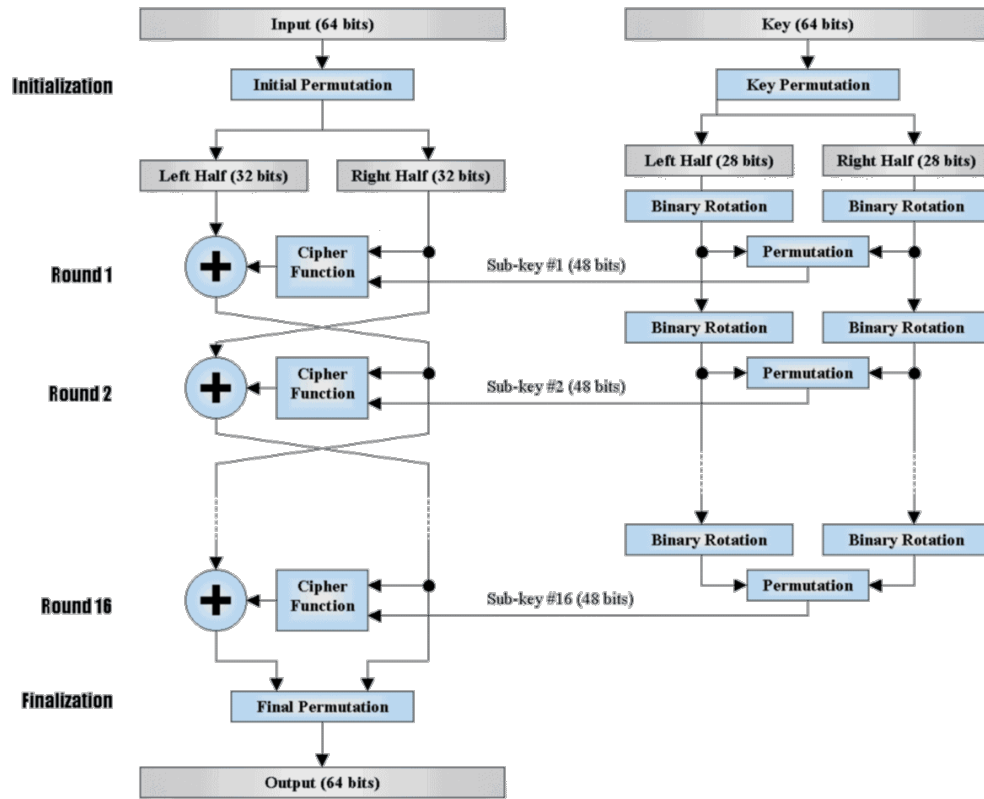 Input (64 bits)
Key (64 bits)
Initialization
Initial Permutation
Key Permutation
Left Half (32 bits)
Right Half (32 bits)
Left Half (28 bits)
Right Half (28 bits)
Binary Rotation
Binary Rotation
Round 1
Cipher
Function
Sub-key #1 (48 bits)
Permutation
Binary Rotation
Binary Rotation
Round 2
Cipher
Function
Sub-key #2 (48 bits)
Permutation
Binary Rotation
Binary Rotation
Round 16
Cipher
Function
Sub-key #16 (48 bits)
Permutation
Finalization
Final Permutation
Output (64 bits)